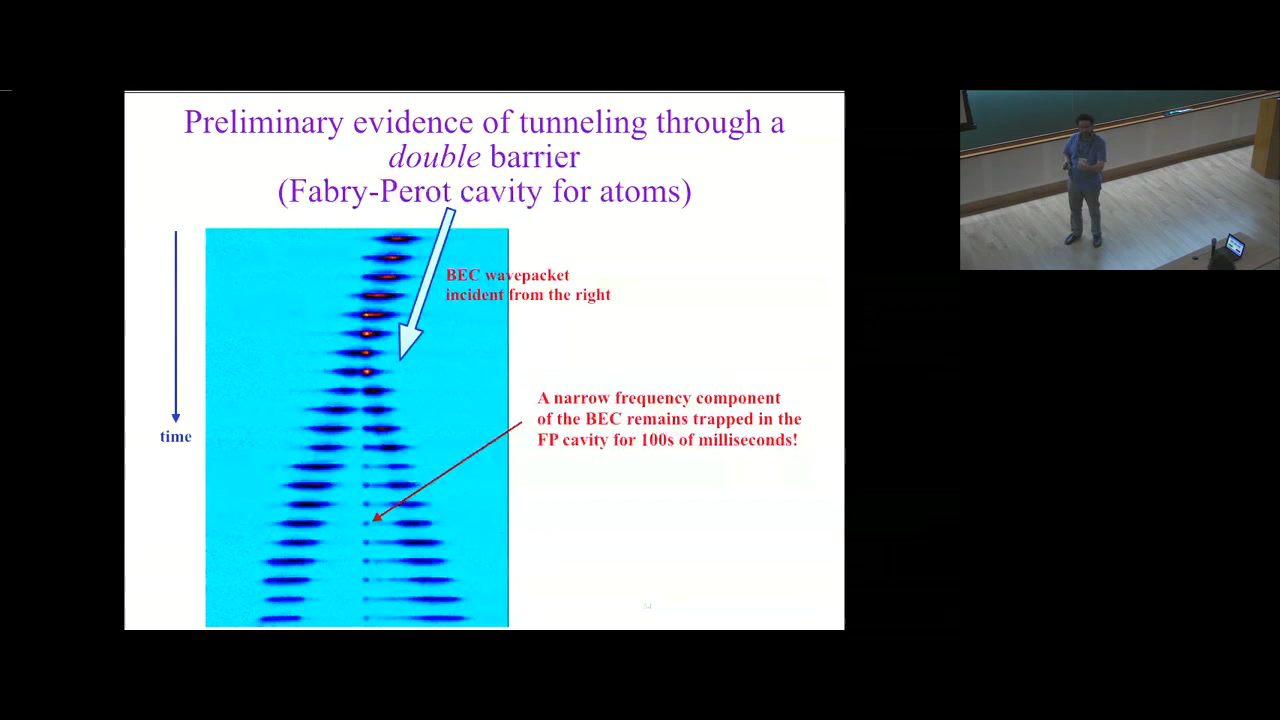 Preliminary evidence of tunneling through a
double barrier
(Fabry-Perot cavity for atoms)
BEC wavepacket
incident from the right
A narrow frequency component
of the BEC remains trapped in the
FP cavity for 100s of milliseconds!
time
54